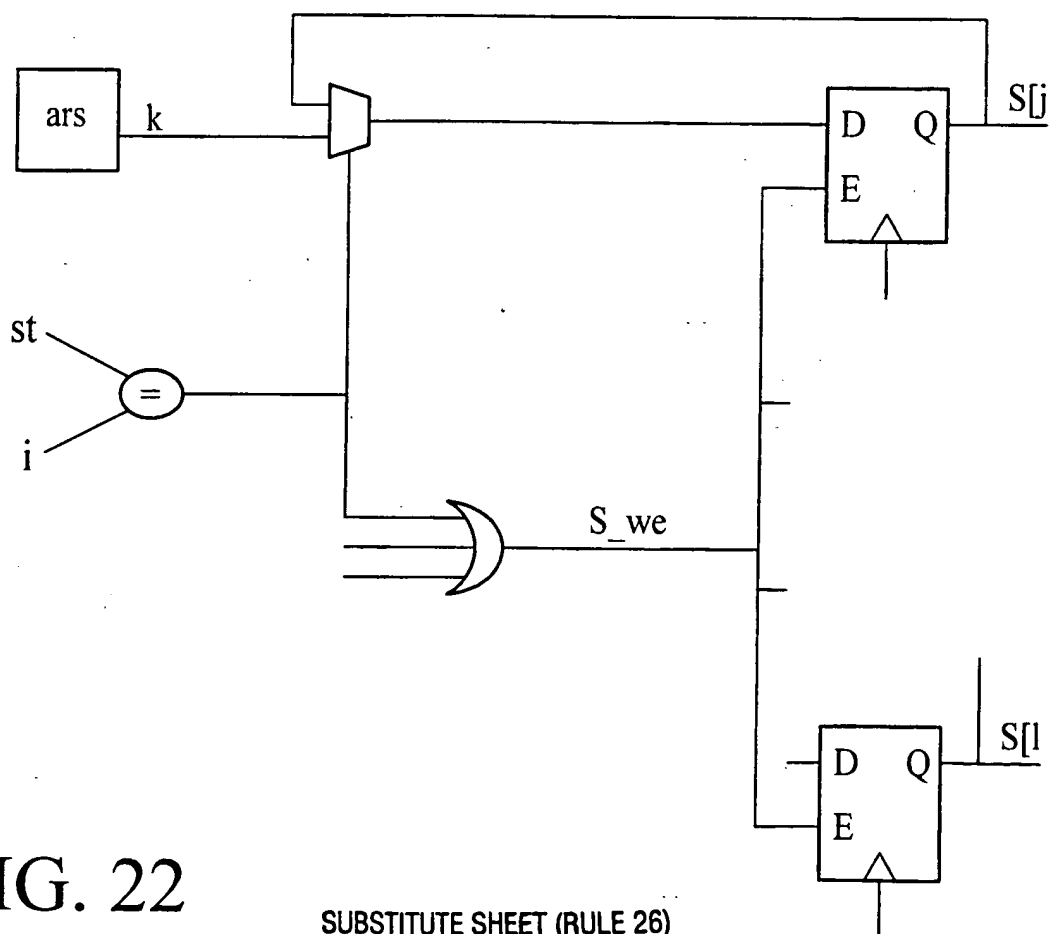 S[j
ars
k
D Q
E
st
=
i
S_we
D Q
S[l
E
IG. 22
SUBSTITUTE SHEET (RULE 26)